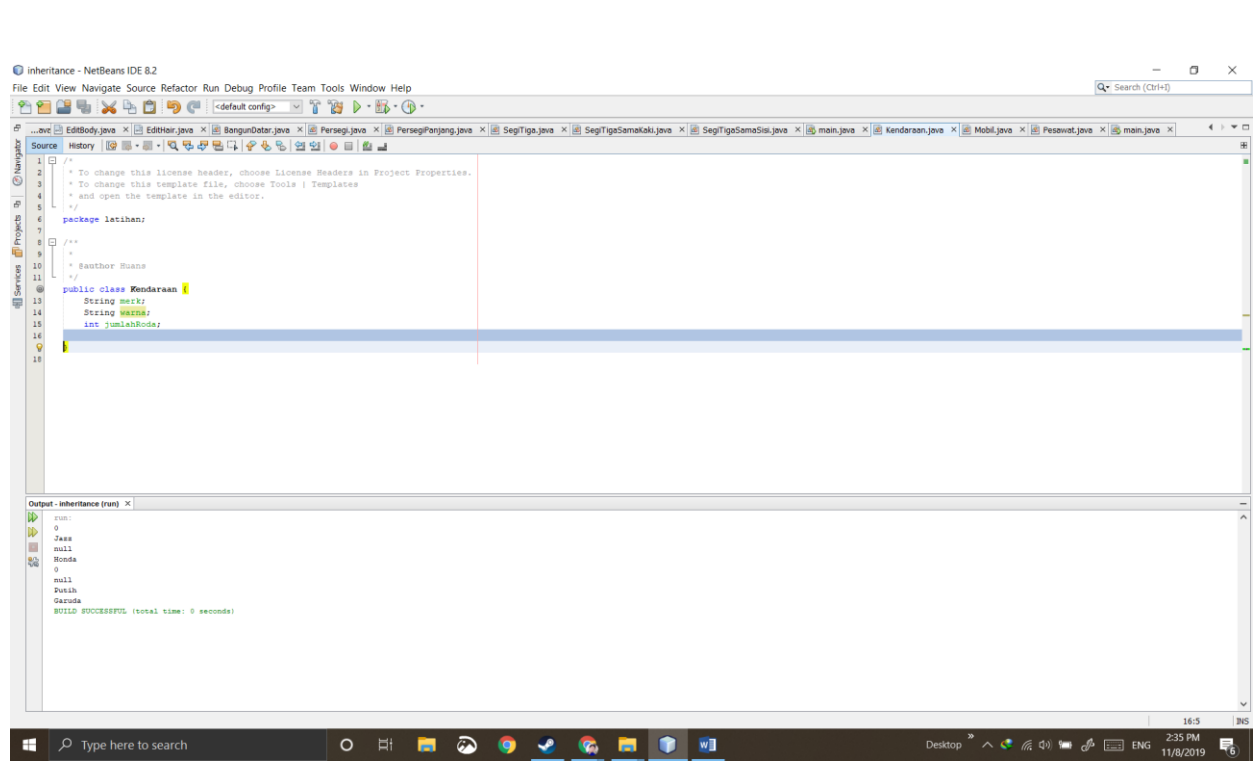 inheritance - NetBeans IDE 8.2
File Edit View Navigate Source Refactor Run Debug Profile Team Tools Window Help
Search (Ctrl+I)
<default config>
...ave EditBody.java EditHair.java BangunDatar.java Persegi.java PersegiPanjang.java SegiTiga.java SegiTigaSamaKaki.java SegiTigaSamaSisi.java main.java Kendaraan.java Mobil.java Pesawat.java main.java
Source History
Navigator
Projects
Services
1 /*
2 * To change this license header, choose License Headers in Project Properties.
3 * To change this template file, choose Tools | Templates
4 * and open the template in the editor.
5 */
6 package latihan;
7
8 /**
9 *
10 * @author Huans
11 */
public class Kendaraan {
13 String merk;
14 String warna;
15 int jumlahRoda;
16
}
18
Output - inheritance (run)
run:
0
Jazz
null
Honda
0
null
Putih
Garuda
BUILD SUCCESSFUL (total time: 0 seconds)
16:5 INS
Type here to search
Desktop
ENG
2:35 PM
11/8/2019
6